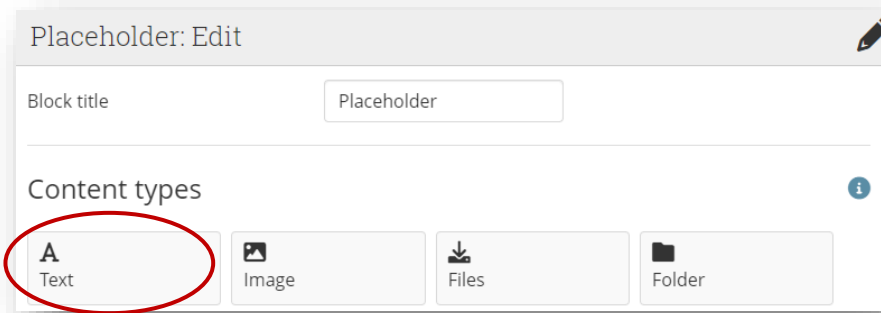 Placeholder: Edit
Block title
Placeholder
Content types
Text
Image
Files
Folder